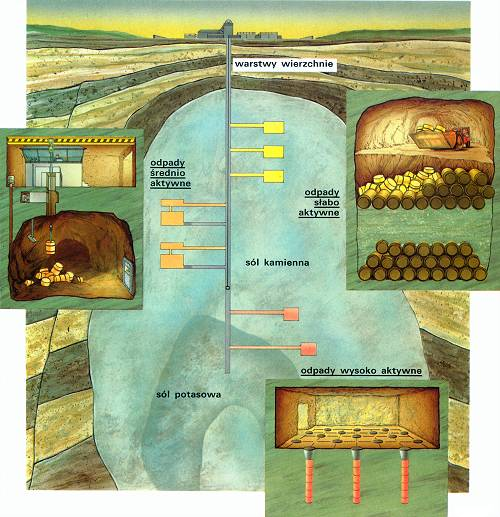 warstwy wierzchnie
odpady
średnio
aktywne
odpady
słabo
aktywne
sól kamienna
odpady wysoko aktywne
sól potasowa